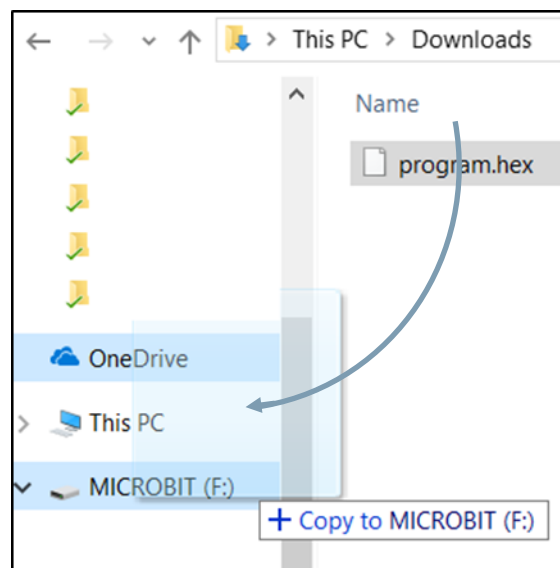 This PC > Downloads
Name
program.hex
OneDrive
This PC
MICROBIT (F:)
+ Copy to MICROBIT (F:)